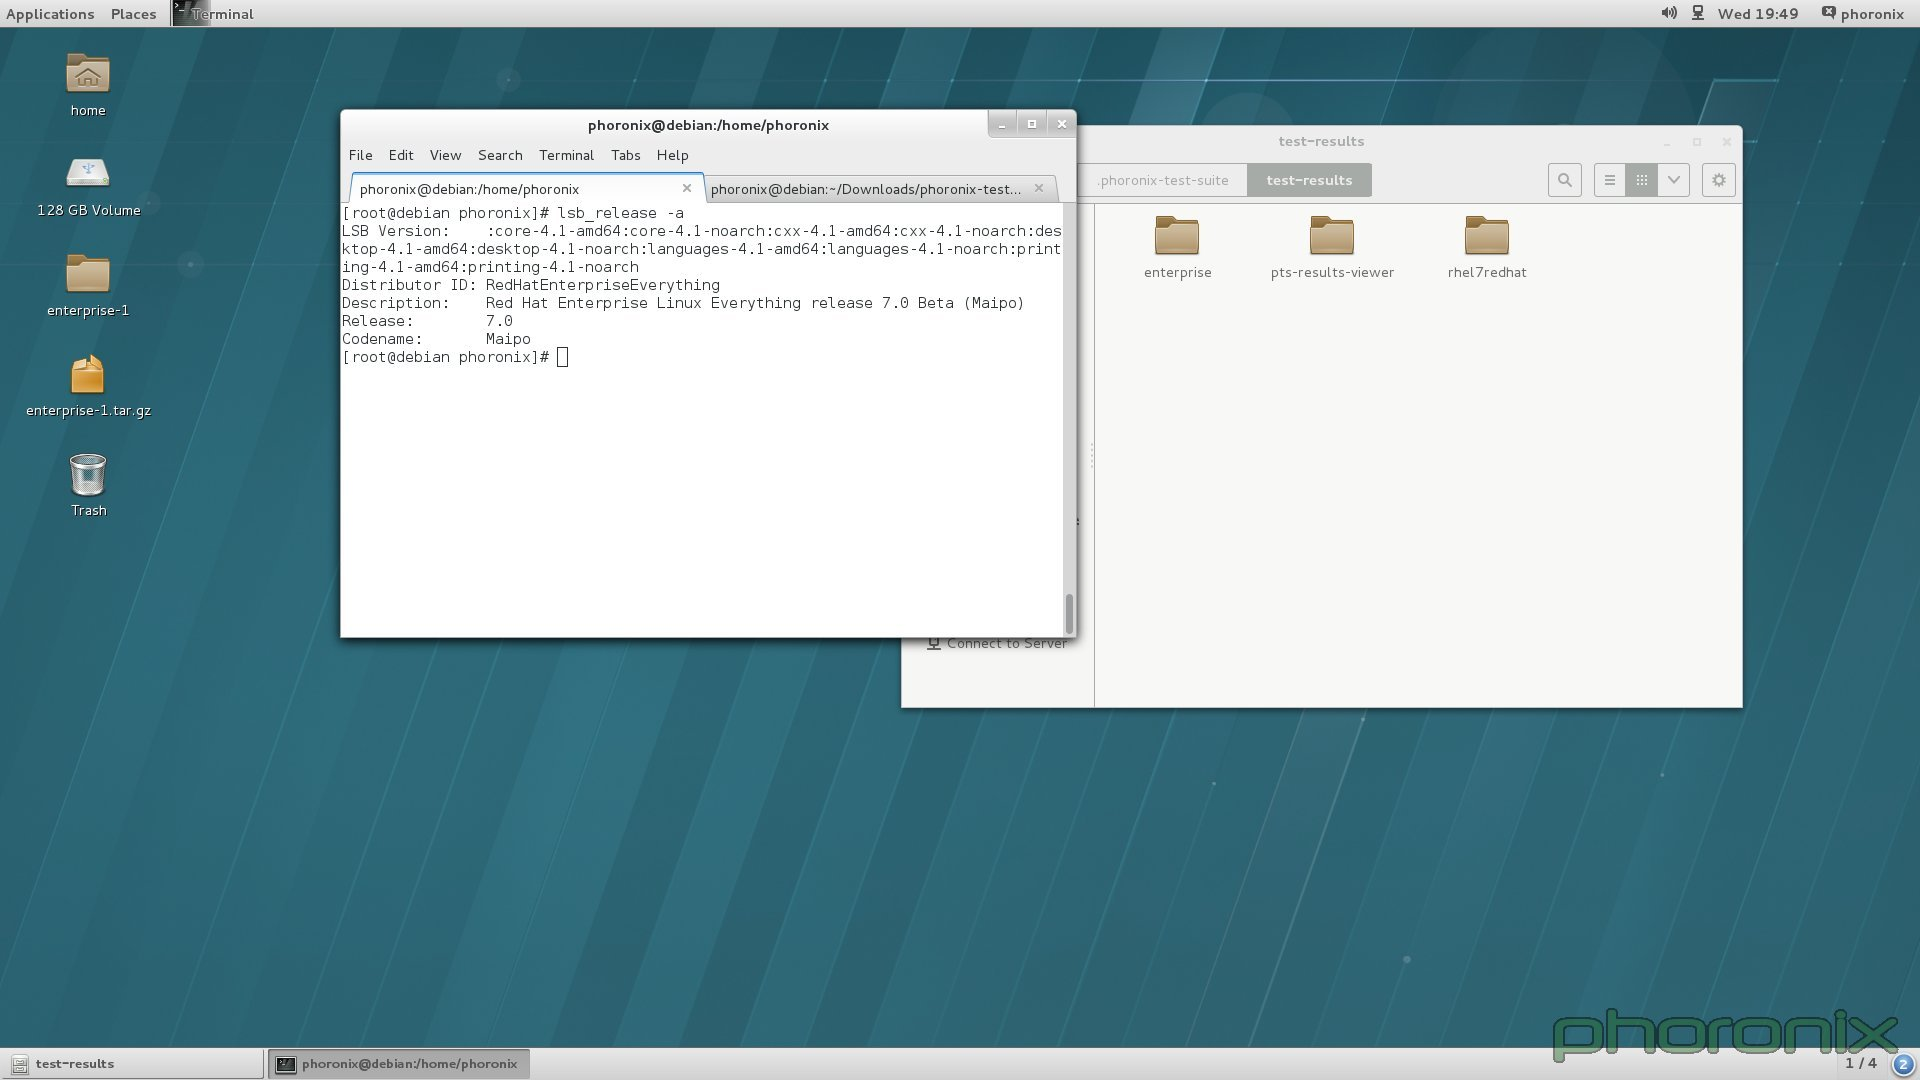 Applications Places Terminal
Wed 19:49 phoronix
home
128 GB Volume
enterprise-1
enterprise-1.tar.gz
Trash
phoronix@debian:/home/phoronix
File Edit View Search Terminal Tabs Help
phoronix@debian:/home/phoronix
phoronix@debian:~/Downloads/phoronix-test...
[root@debian phoronix]# lsb_release -a
LSB Version:    :core-4.1-amd64:core-4.1-noarch:cxx-4.1-amd64:cxx-4.1-noarch:des
ktop-4.1-amd64:desktop-4.1-noarch:languages-4.1-amd64:languages-4.1-noarch:print
ing-4.1-amd64:printing-4.1-noarch
Distributor ID: RedHatEnterpriseEverything
Description:    Red Hat Enterprise Linux Everything release 7.0 Beta (Maipo)
Release:        7.0
Codename:       Maipo
[root@debian phoronix]#
test-results
.phoronix-test-suite test-results
enterprise
pts-results-viewer
rhel7redhat
Connect to Server
phoronix
test-results
phoronix@debian:/home/phoronix
1 / 4
2